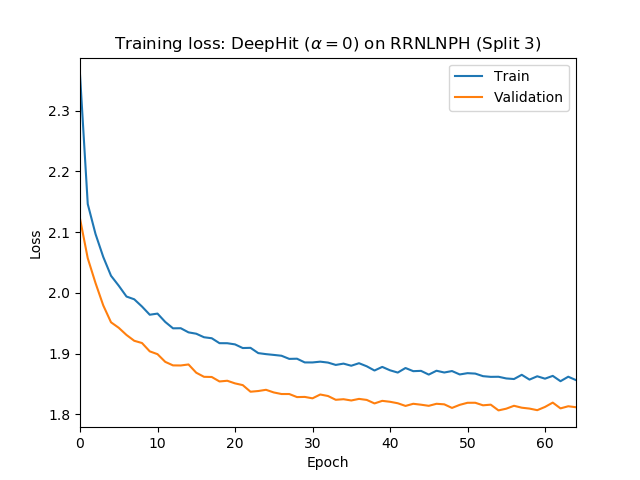 Training loss: DeepHit (α = 0) on RRNLNPH (Split 3)
Train
Validation
Loss
2.3
2.2
2.1
2.0
1.9
1.8
0 10 20 30 40 50 60
Epoch